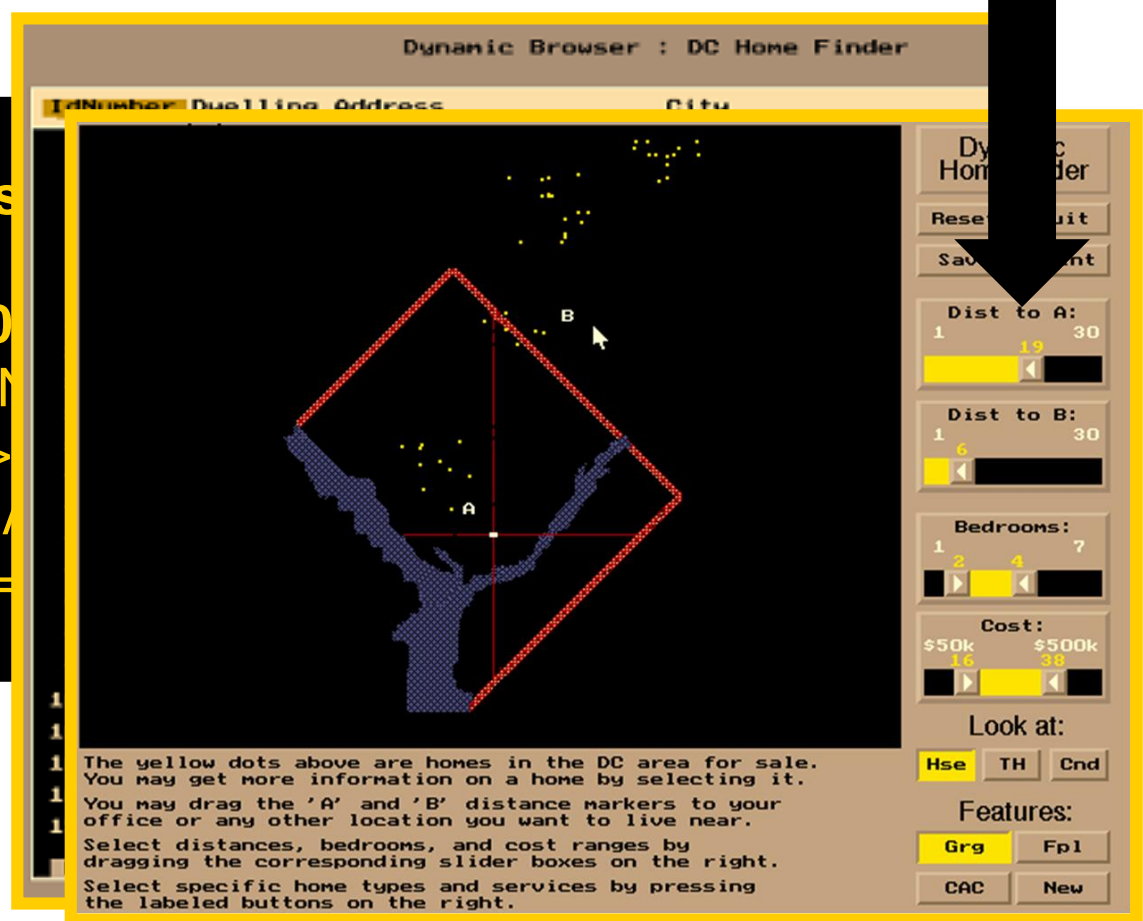 Dynamic Browser : DC Home Finder
IdNumber Dwelling Address City
B
A
Reset
Dist to A:
1 30
19
Dist to B:
1 30
6
Bedrooms:
1 7
2 4
Cost:
$50k $500k
16 38
Look at:
Hse TH Cnd
Features:
Grg Fpl
CAC New
The yellow dots above are homes in the DC area for sale.
You may get more information on a home by selecting it.
You may drag the 'A' and 'B' distance markers to your
office or any other location you want to live near.
Select distances, bedrooms, and cost ranges by
dragging the corresponding slider boxes on the right.
Select specific home types and services by pressing
the labeled buttons on the right.